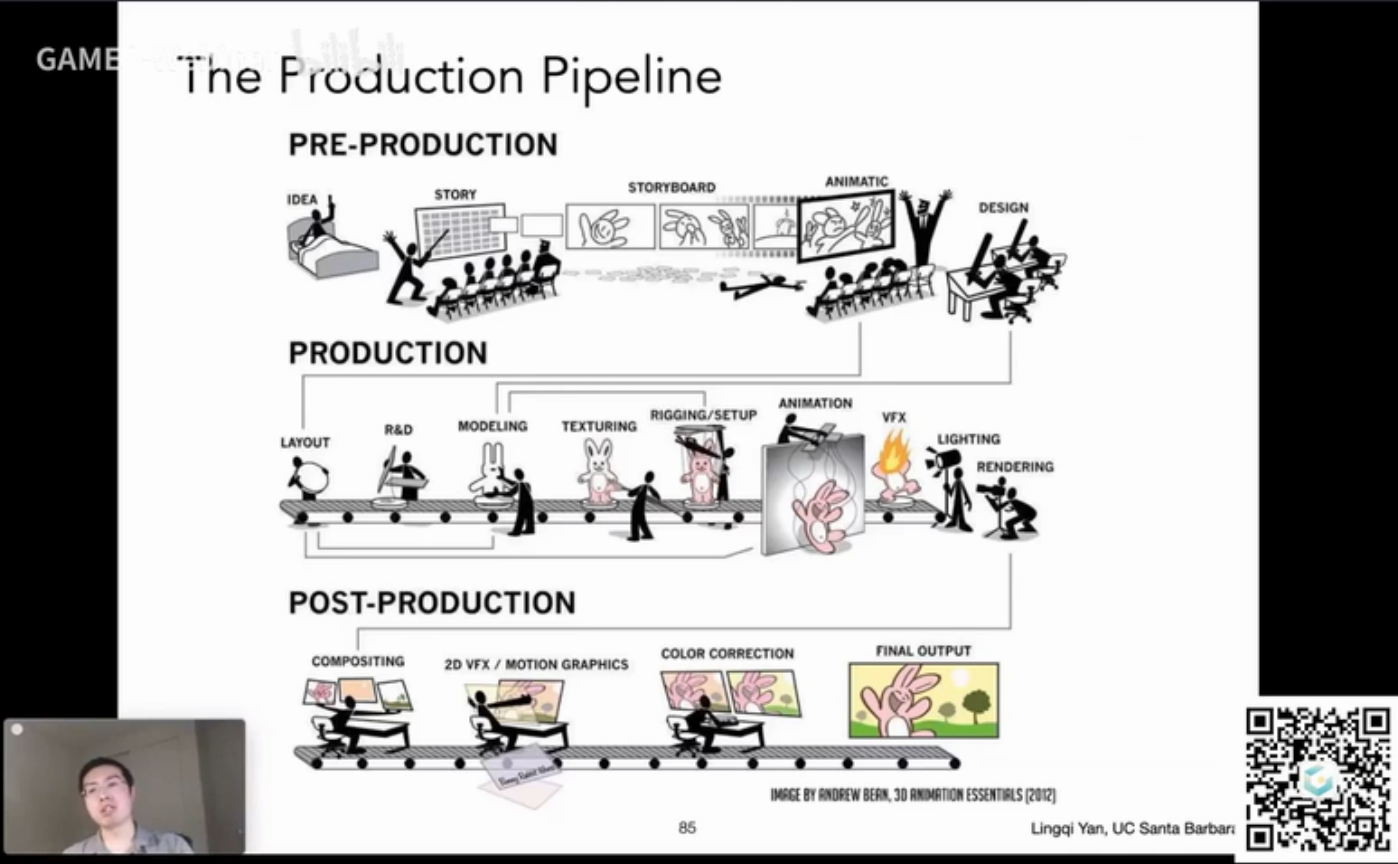 GAME
The Production Pipeline
PRE-PRODUCTION
IDEA
STORY
STORYBOARD
ANIMATIC
DESIGN
PRODUCTION
LAYOUT
R&D
MODELING
TEXTURING
RIGGING/SETUP
ANIMATION
VFX
LIGHTING
RENDERING
POST-PRODUCTION
COMPOSITING
2D VFX / MOTION GRAPHICS
COLOR CORRECTION
FINAL OUTPUT
IMAGE BY ANDREW BEAN, 3D ANIMATION ESSENTIALS (2012)
85
Lingqi Yan, UC Santa Barbara